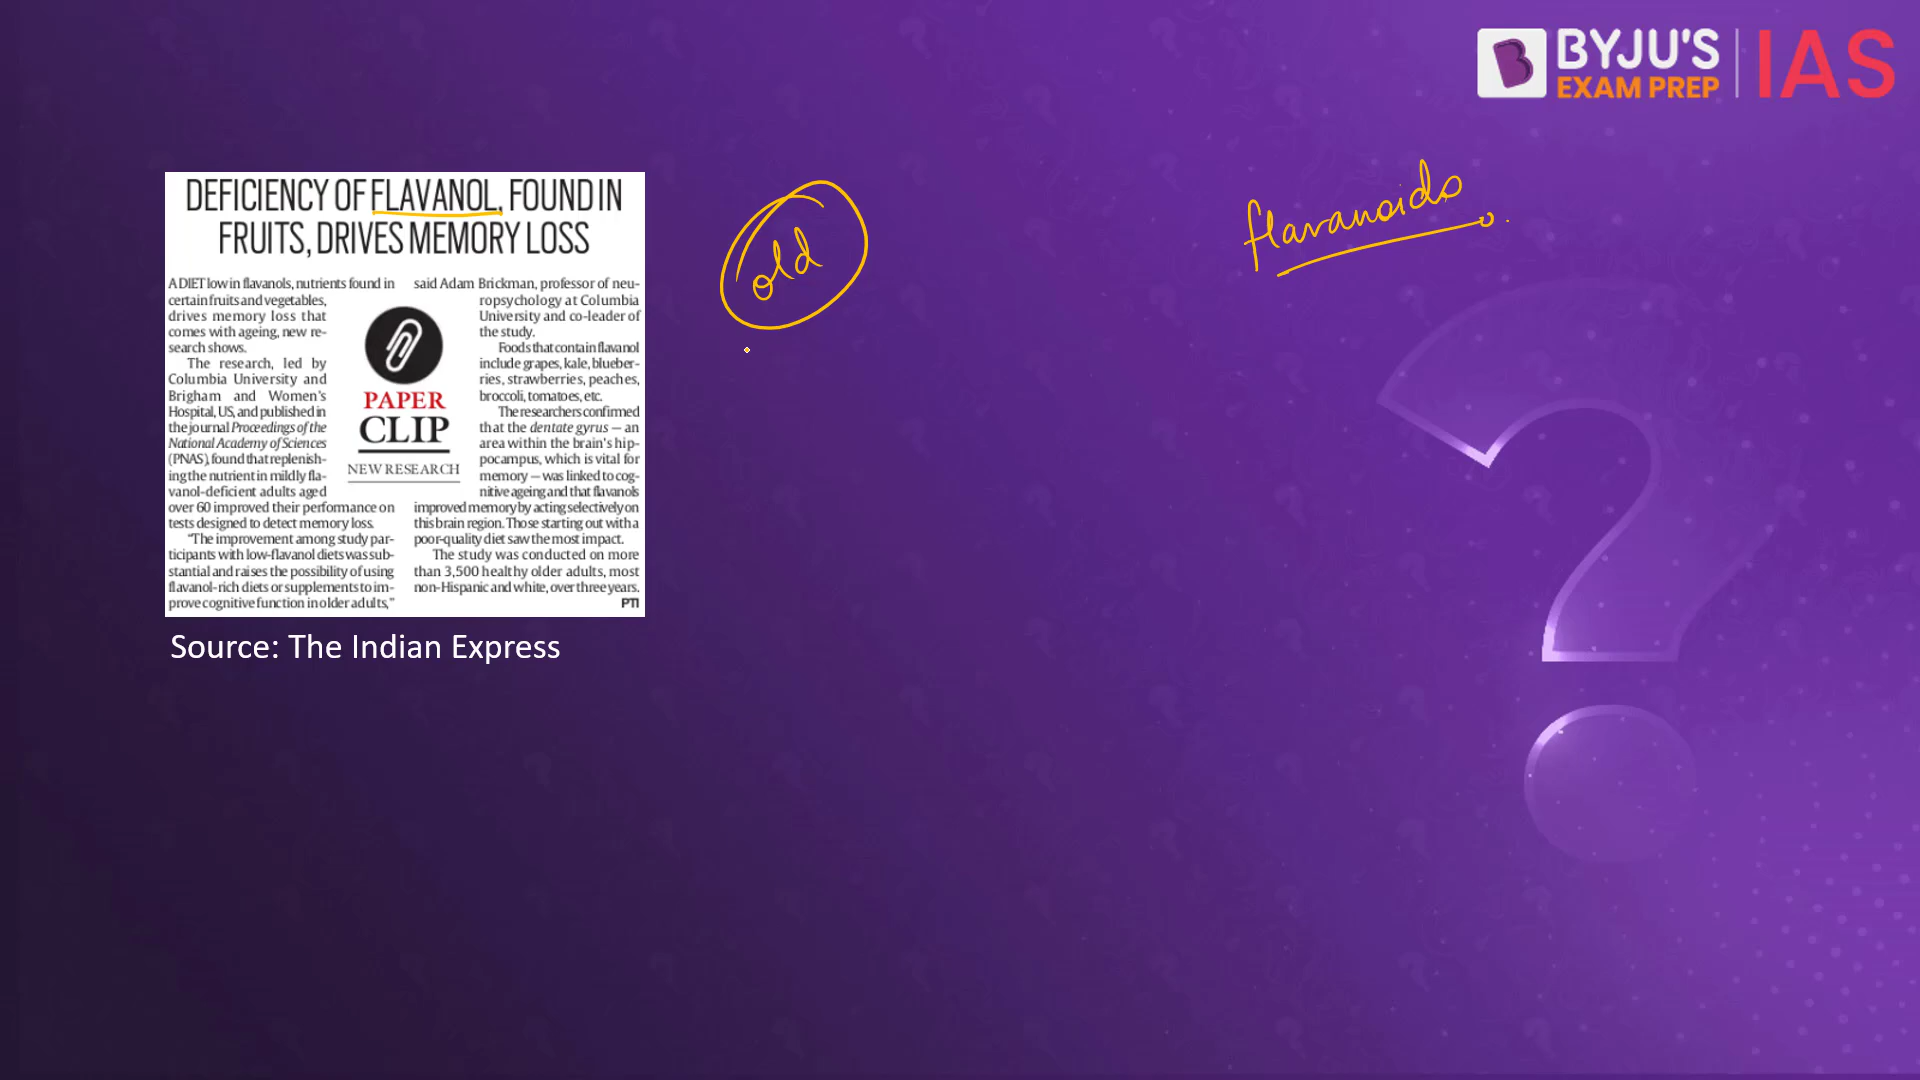 BYJU'S
EXAM PREP
IAS
DEFICIENCY OF FLAVANOL, FOUND IN
FRUITS, DRIVES MEMORY LOSS
A DIET low in flavanols, nutrients found in
certain fruits and vegetables,
drives memory loss that
comes with ageing, new re-
search shows.
The research, led by
Columbia University and
Brigham and Women's
Hospital, US, and published in
the journal Proceedings of the
National Academy of Sciences
(PNAS), found that replenish-
ing the nutrient in mildly fla-
vanol-deficient adults aged
over 60 improved their performance on
tests designed to detect memory loss.
"The improvement among study par-
ticipants with low-flavanol diets was sub-
stantial and raises the possibility of using
flavanol-rich diets or supplements to im-
prove cognitive function in older adults,"
PAPER
CLIP
NEW RESEARCH
said Adam Brickman, professor of neu-
ropsychology at Columbia
University and co-leader of
the study.
Foods that contain flavanol
include grapes, kale, blueber-
ries, strawberries, peaches,
broccoli, tomatoes, etc.
The researchers confirmed
that the dentate gyrus — an
area within the brain's hip-
pocampus, which is vital for
memory — was linked to cog-
nitive ageing and that flavanols
improved memory by acting selectively on
this brain region. Those starting out with a
poor-quality diet saw the most impact.
The study was conducted on more
than 3,500 healthy older adults, most
non-Hispanic and white, over three years.
PTI
Source: The Indian Express
old
flavanoids